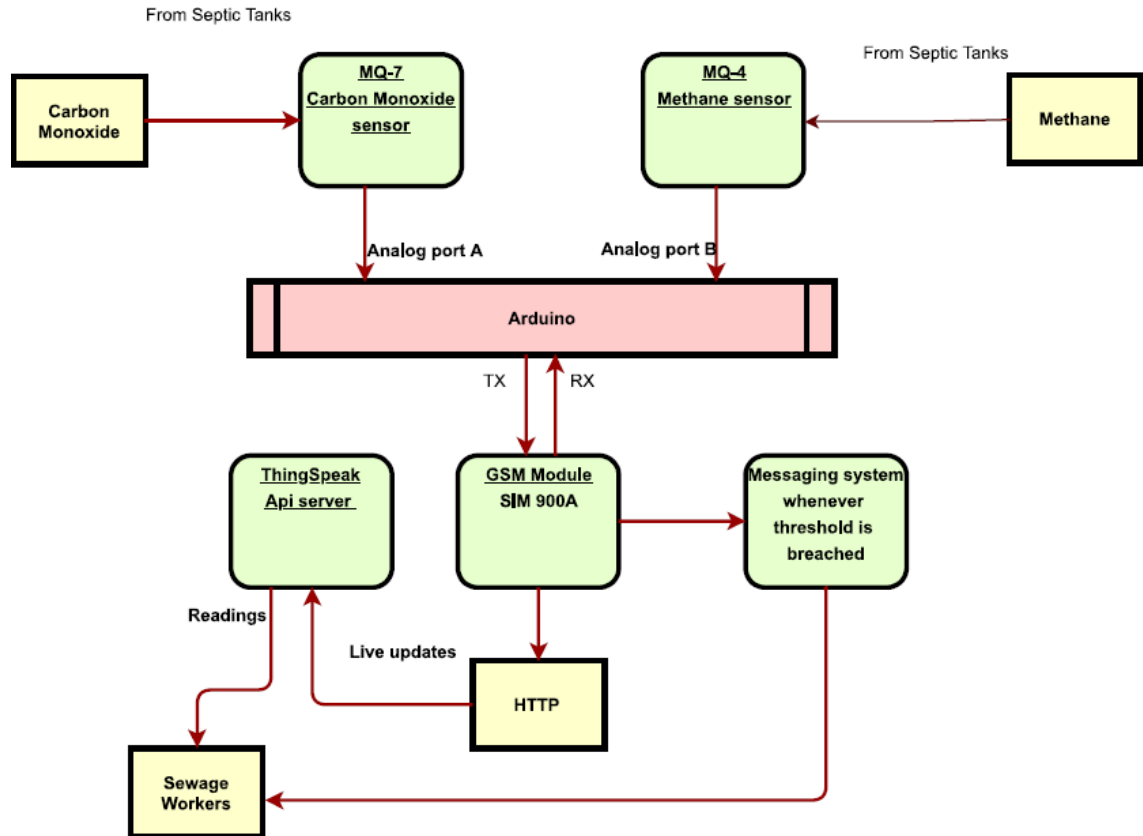 From Septic Tanks
From Septic Tanks
Carbon
Monoxide
MQ-7
Carbon Monoxide
sensor
MQ-4
Methane sensor
Methane
Analog port A
Analog port B
Arduino
TX
RX
ThingSpeak
Api server
GSM Module
SIM 900A
Messaging system
whenever
threshold is
breached
Readings
Live updates
HTTP
Sewage
Workers